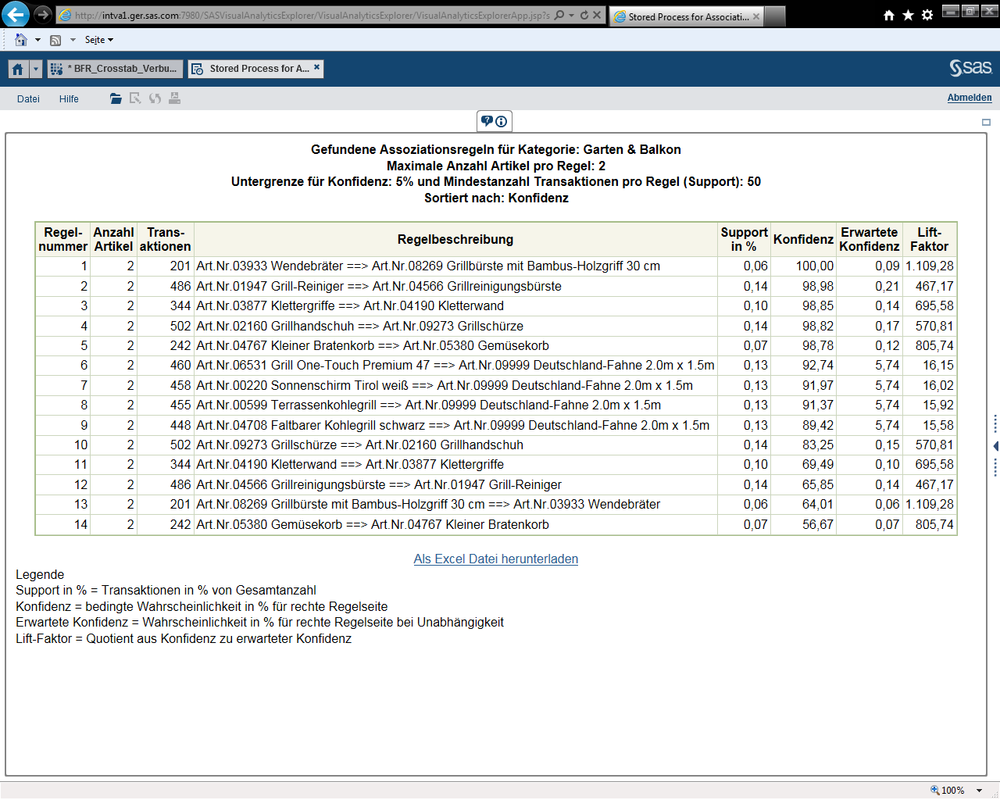 http://intva1.ger.sas.com:7980/SASVisualAnalyticsExplorer/VisualAnalyticsExplorer/VisualAnalyticsExplorerApp.jsp?s
Stored Process for Associati...
Seite
* BFR_Crosstab_Verbu...
Stored Process for A...
sas
Datei Hilfe
Abmelden
Gefundene Assoziationsregeln für Kategorie: Garten & Balkon
Maximale Anzahl Artikel pro Regel: 2
Untergrenze für Konfidenz: 5% und Mindestanzahl Transaktionen pro Regel (Support): 50
Sortiert nach: Konfidenz
Regel-nummer Anzahl Artikel Trans-aktionen Regelbeschreibung Support in % Konfidenz Erwartete Konfidenz Lift-Faktor
1 2 201 Art.Nr.03933 Wendebräter ==> Art.Nr.08269 Grillbürste mit Bambus-Holzgriff 30 cm 0,06 100,00 0,09 1.109,28
2 2 486 Art.Nr.01947 Grill-Reiniger ==> Art.Nr.04566 Grillreinigungsbürste 0,14 98,98 0,21 467,17
3 2 344 Art.Nr.03877 Klettergriffe ==> Art.Nr.04190 Kletterwand 0,10 98,85 0,14 695,58
4 2 502 Art.Nr.02160 Grillhandschuh ==> Art.Nr.09273 Grillschürze 0,14 98,82 0,17 570,81
5 2 242 Art.Nr.04767 Kleiner Bratenkorb ==> Art.Nr.05380 Gemüsekorb 0,07 98,78 0,12 805,74
6 2 460 Art.Nr.06531 Grill One-Touch Premium 47 ==> Art.Nr.09999 Deutschland-Fahne 2.0m x 1.5m 0,13 92,74 5,74 16,15
7 2 458 Art.Nr.00220 Sonnenschirm Tirol weiß ==> Art.Nr.09999 Deutschland-Fahne 2.0m x 1.5m 0,13 91,97 5,74 16,02
8 2 455 Art.Nr.00599 Terrassenkohlegrill ==> Art.Nr.09999 Deutschland-Fahne 2.0m x 1.5m 0,13 91,37 5,74 15,92
9 2 448 Art.Nr.04708 Faltbarer Kohlegrill schwarz ==> Art.Nr.09999 Deutschland-Fahne 2.0m x 1.5m 0,13 89,42 5,74 15,58
10 2 502 Art.Nr.09273 Grillschürze ==> Art.Nr.02160 Grillhandschuh 0,14 83,25 0,15 570,81
11 2 344 Art.Nr.04190 Kletterwand ==> Art.Nr.03877 Klettergriffe 0,10 69,49 0,10 695,58
12 2 486 Art.Nr.04566 Grillreinigungsbürste ==> Art.Nr.01947 Grill-Reiniger 0,14 65,85 0,14 467,17
13 2 201 Art.Nr.08269 Grillbürste mit Bambus-Holzgriff 30 cm ==> Art.Nr.03933 Wendebräter 0,06 64,01 0,06 1.109,28
14 2 242 Art.Nr.05380 Gemüsekorb ==> Art.Nr.04767 Kleiner Bratenkorb 0,07 56,67 0,07 805,74
Als Excel Datei herunterladen
Legende
Support in % = Transaktionen in % von Gesamtanzahl
Konfidenz = bedingte Wahrscheinlichkeit in % für rechte Regelseite
Erwartete Konfidenz = Wahrscheinlichkeit in % für rechte Regelseite bei Unabhängigkeit
Lift-Faktor = Quotient aus Konfidenz zu erwarteter Konfidenz
100%